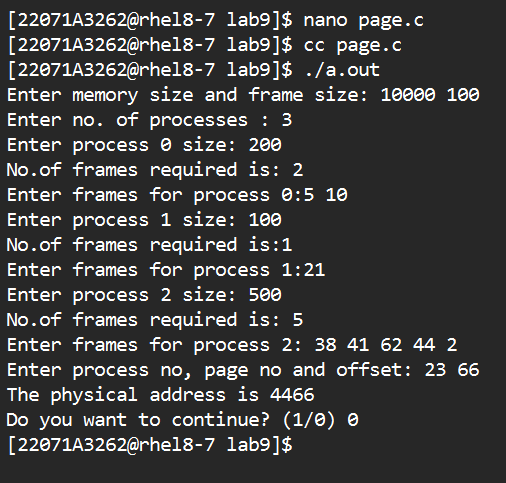 [22071A3262@rhel8-7 lab9]$ nano page.c
[22071A3262@rhel8-7 lab9]$ cc page.c
[22071A3262@rhel8-7 lab9]$ ./a.out
Enter memory size and frame size: 10000 100
Enter no. of processes : 3
Enter process 0 size: 200
No.of frames required is: 2
Enter frames for process 0:5 10
Enter process 1 size: 100
No.of frames required is:1
Enter frames for process 1:21
Enter process 2 size: 500
No.of frames required is: 5
Enter frames for process 2: 38 41 62 44 2
Enter process no, page no and offset: 23 66
The physical address is 4466
Do you want to continue? (1/0) 0
[22071A3262@rhel8-7 lab9]$